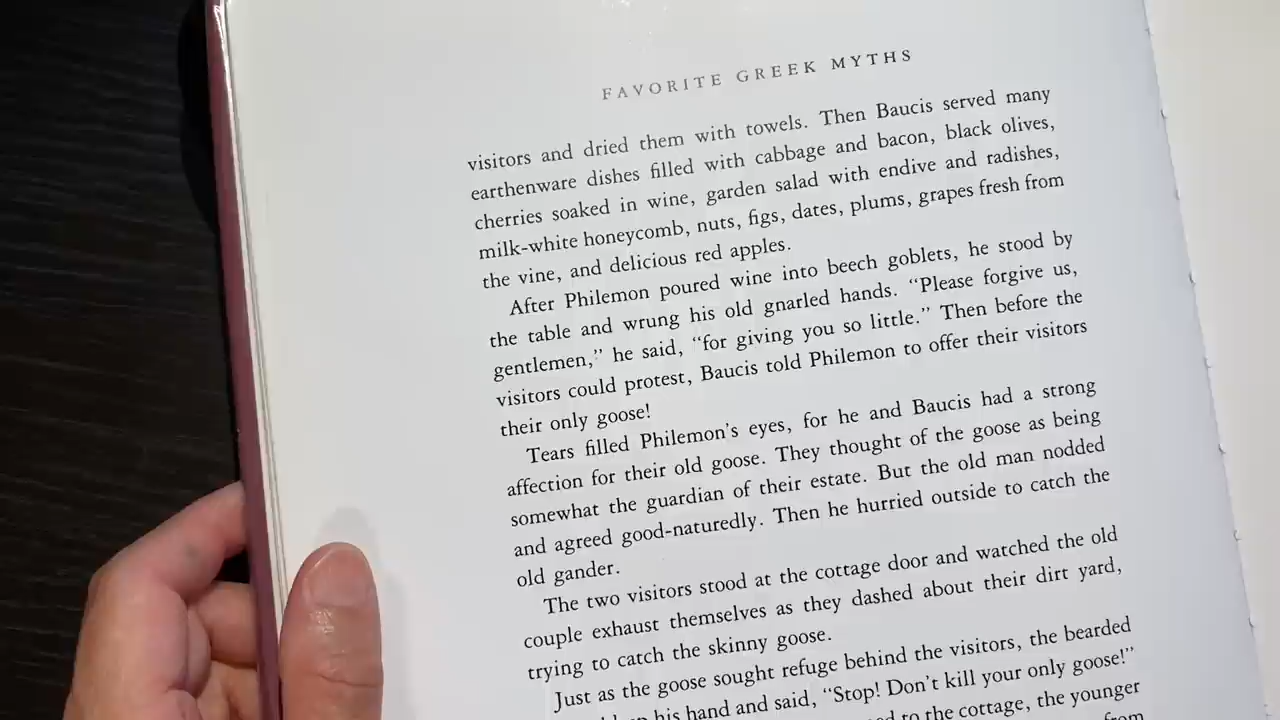 FAVORITE GREEK MYTHS
visitors and dried them with towels. Then Baucis served many
earthenware dishes filled with cabbage and bacon, black olives,
cherries soaked in wine, garden salad with endive and radishes,
milk-white honeycomb, nuts, figs, dates, plums, grapes fresh from
the vine, and delicious red apples.
After Philemon poured wine into beech goblets, he stood by
the table and wrung his old gnarled hands. “Please forgive us,
gentlemen,” he said, “for giving you so little.” Then before the
visitors could protest, Baucis told Philemon to offer their visitors
their only goose!
Tears filled Philemon’s eyes, for he and Baucis had a strong
affection for their old goose. They thought of the goose as being
somewhat the guardian of their estate. But the old man nodded
and agreed good-naturedly. Then he hurried outside to catch the
old gander.
The two visitors stood at the cottage door and watched the old
couple exhaust themselves as they dashed about their dirt yard,
trying to catch the skinny goose.
Just as the goose sought refuge behind the visitors, the bearded
his hand and said, “Stop! Don’t kill your only goose!”
to the cottage, the younger
from